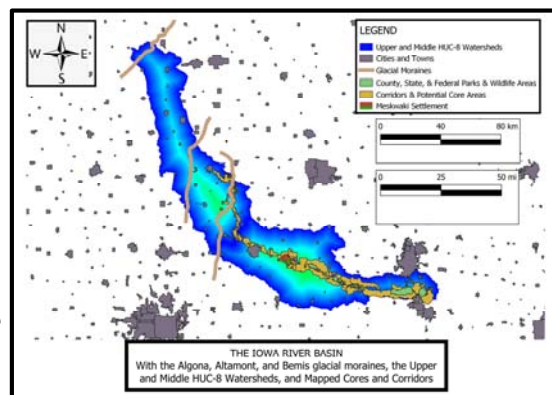 N
W E
S
LEGEND
Upper and Middle HUC-8 Watersheds
Cities and Towns
Glacial Moraines
County, State, & Federal Parks & Wildlife Areas
Corridors & Potential Core Areas
Meskwaki Settlement
0 40 80 km
0 25 50 mi
THE IOWA RIVER BASIN
With the Algona, Altamont, and Bemis glacial moraines, the Upper
and Middle HUC-8 Watersheds, and Mapped Cores and Corridors